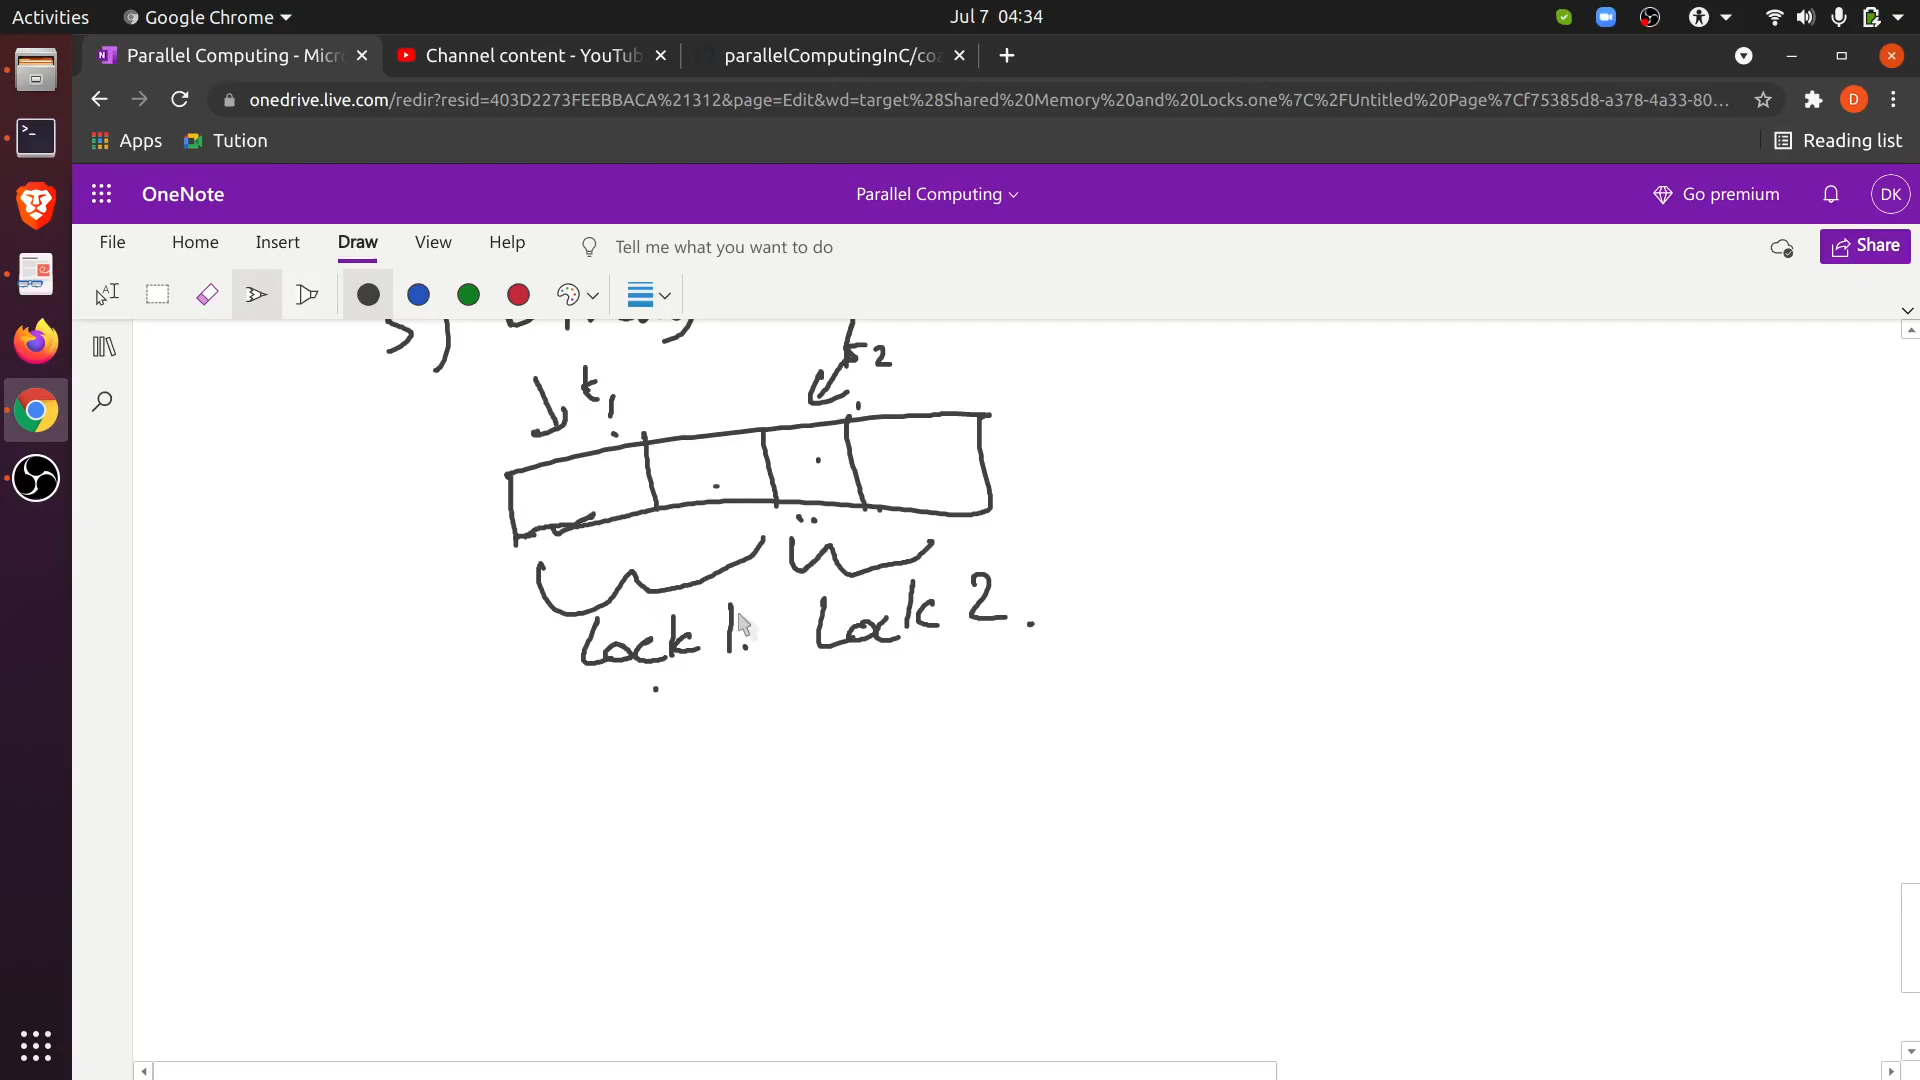 Activities
Google Chrome
Jul 7 04:34
Parallel Computing - Micr
Channel content - YouTub
parallelComputingInC/coa
onedrive.live.com/redir?resid=403D2273FEEBBACA%21312&page=Edit&wd=target%28Shared%20Memory%20and%20Locks.one%7C%2FUntitled%20Page%7Cf75385d8-a378-4a33-80...
D
Apps
Tution
Reading list
OneNote
Parallel Computing
Go premium
DK
File
Home
Insert
Draw
View
Help
Tell me what you want to do
Share
t1
t2
Lock 1.
Lock 2.